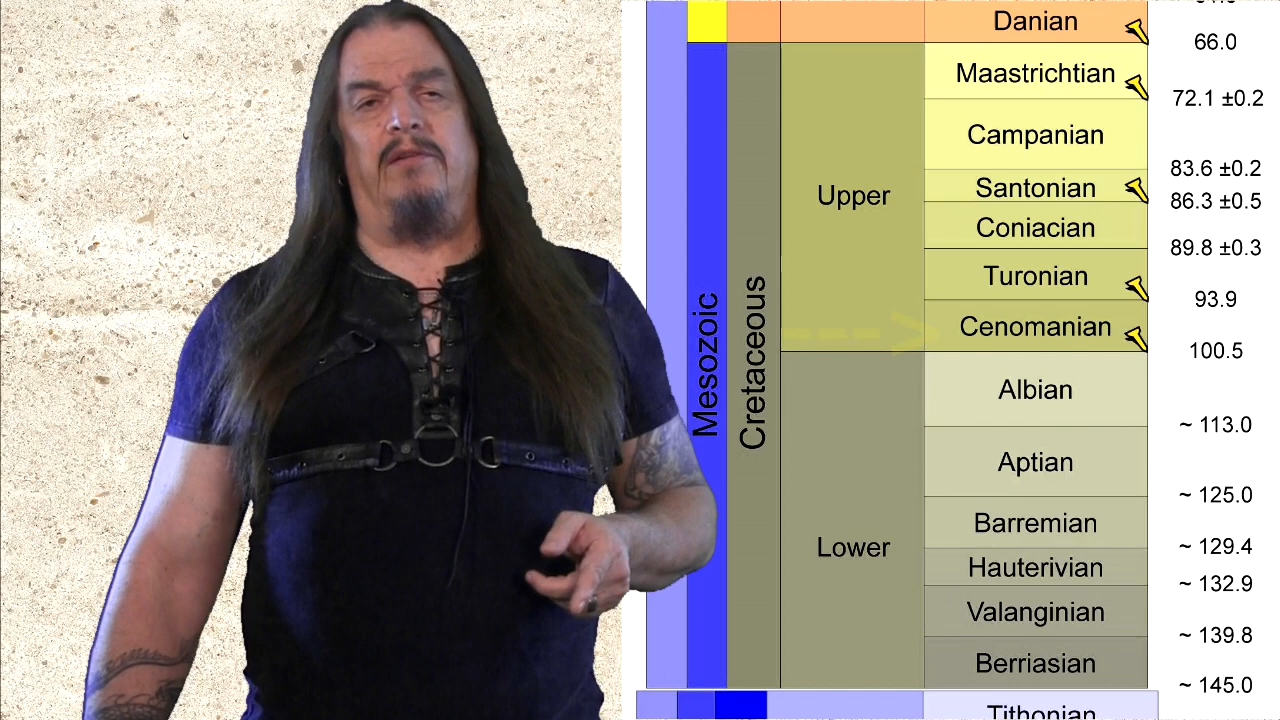 Danian
66.0
Maastrichtian
72.1 ±0.2
Campanian
83.6 ±0.2
Upper
Santonian
86.3 ±0.5
Coniacian
89.8 ±0.3
Turonian
93.9
Cenomanian
100.5
Mesozoic
Cretaceous
Albian
~ 113.0
Aptian
~ 125.0
Lower
Barremian
~ 129.4
Hauterivian
~ 132.9
Valanginian
~ 139.8
Berriasian
~ 145.0
Tithonian